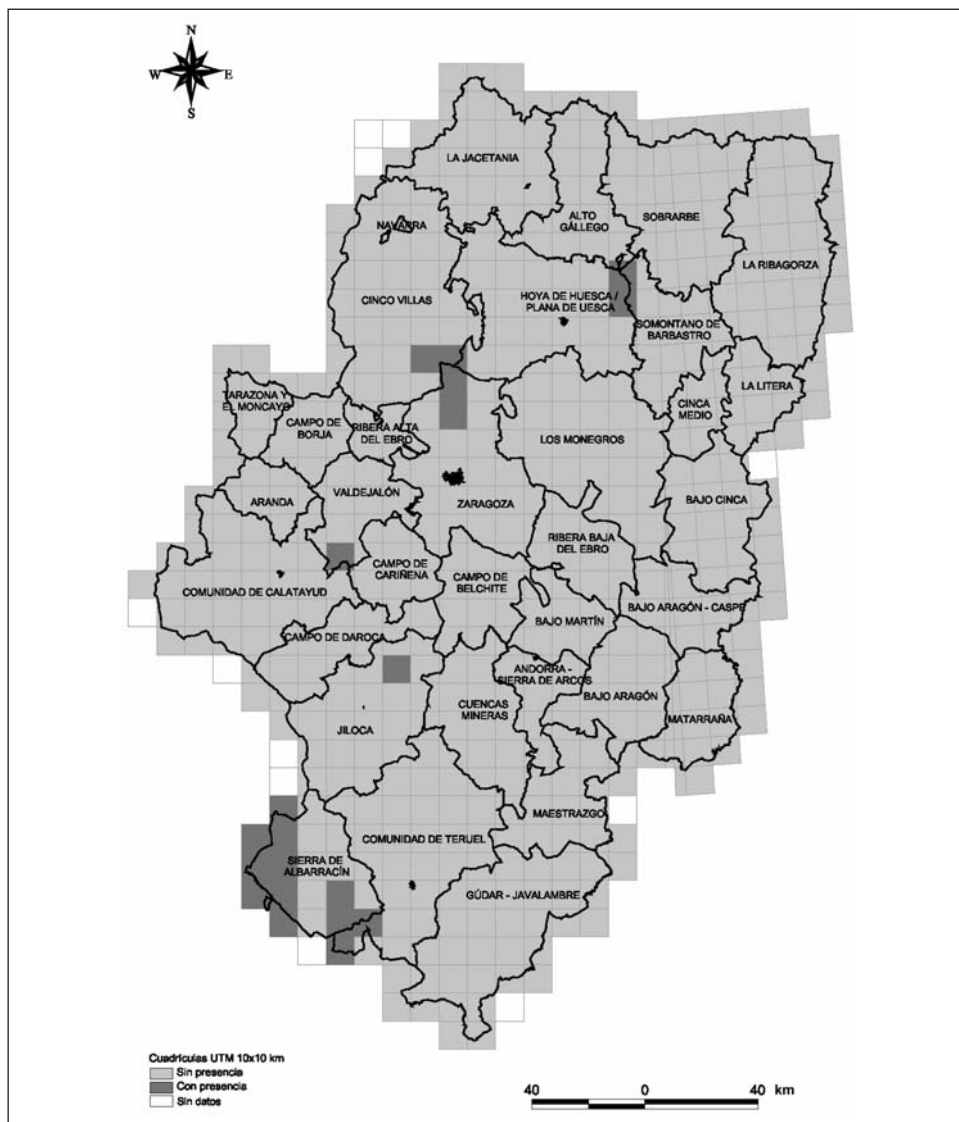 N
W E
S
LA JACETANIA
NAVARRA
ALTO
GÁLLEGO
SOBRARBE
LA RIBAGORZA
CINCO VILLAS
HOYA DE HUESCA /
PLANA DE UESCA
SOMONTANO DE
BARBASTRO
TARAZONA Y
EL MONCAYO
CAMPO DE
BORJA
RIBERA ALTA
DEL EBRO
LOS MONEGROS
CINCA
MEDIO
LA LITERA
ARANDA
VALDEJALÓN
ZARAGOZA
BAJO CINCA
RIBERA BAJA
DEL EBRO
COMUNIDAD DE CALATAYUD
CAMPO DE
CARIÑENA
CAMPO DE
BELCHITE
BAJO ARAGÓN - CASPE
BAJO MARTÍN
CAMPO DE DAROCA
ANDORRA -
SIERRA DE ARCOS
BAJO ARAGÓN
MATARRAÑA
CUENCAS
MINERAS
JILOCA
MAESTRAZGO
COMUNIDAD DE TERUEL
SIERRA DE
ALBARRACÍN
GÚDAR - JAVALAMBRE
Cuadrículas UTM 10x10 km
Sin presencia
Con presencia
Sin datos
40 0 40 km